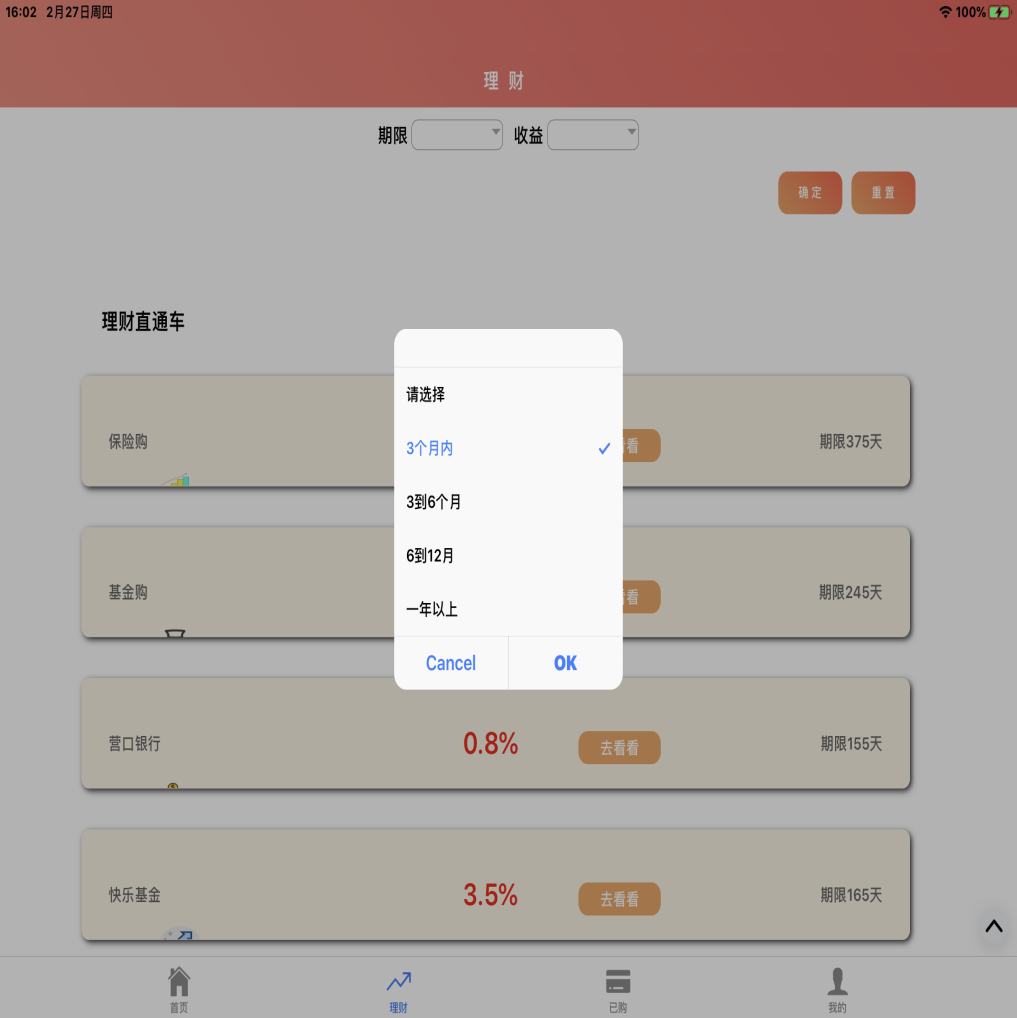 16:02 2月27日周四
100%
理 财
期限 收益
确 定 重 置
理财直通车
请选择
3个月内
3到6个月
6到12月
一年以上
Cancel OK
保险购 看 期限375天
基金购 看 期限245天
营口银行 0.8% 去看看 期限155天
快乐基金 3.5% 去看看 期限165天
首页 理财 已购 我的